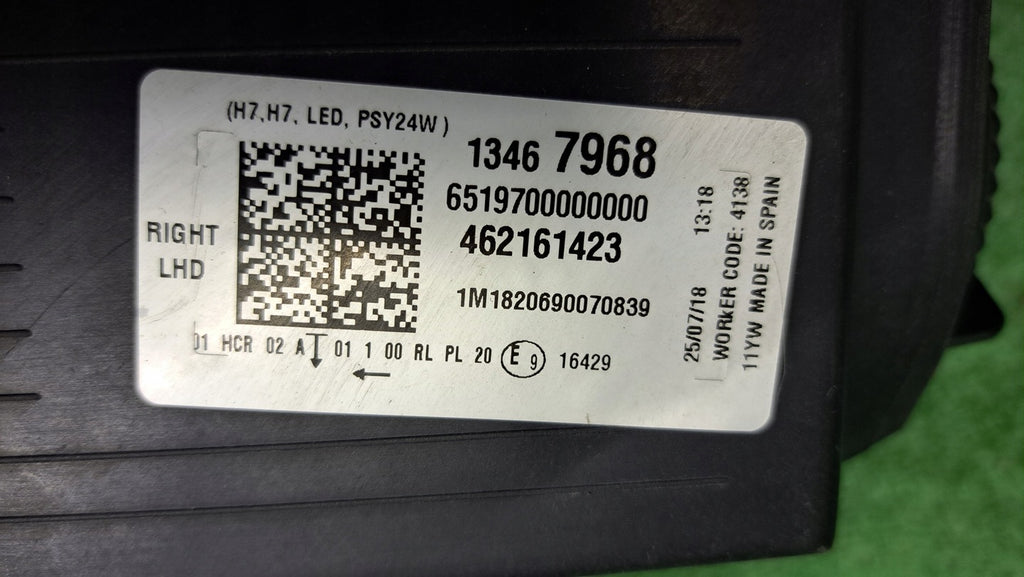 (H7,H7, LED, PSY24W )
1346 7968
6519700000000
462161423
1M1820690070839
RIGHT
LHD
01 HCR 02 A 01 1 00 RL PL 20 E 9 16429
25/07/18 13:18
WORKER CODE: 4138
11YW MADE IN SPAIN